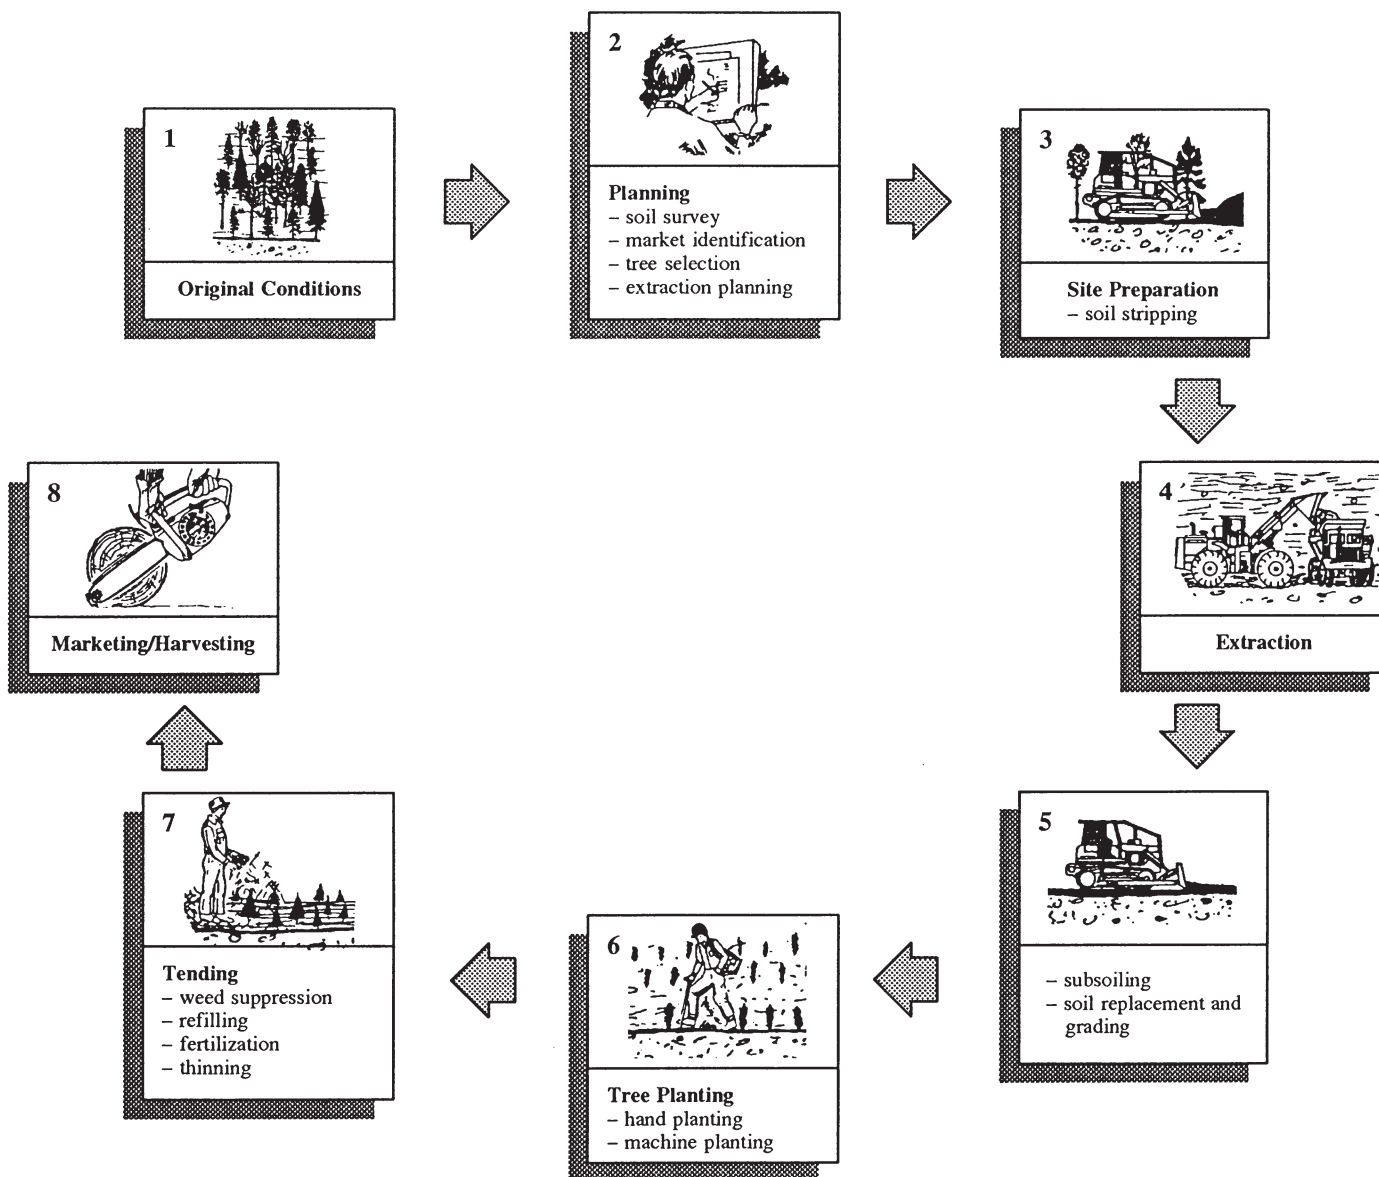 1
Original Conditions
2
Planning
– soil survey
– market identification
– tree selection
– extraction planning
3
Site Preparation
– soil stripping
4
Extraction
5
– subsoiling
– soil replacement and
grading
6
Tree Planting
– hand planting
– machine planting
7
Tending
– weed suppression
– refilling
– fertilization
– thinning
8
Marketing/Harvesting